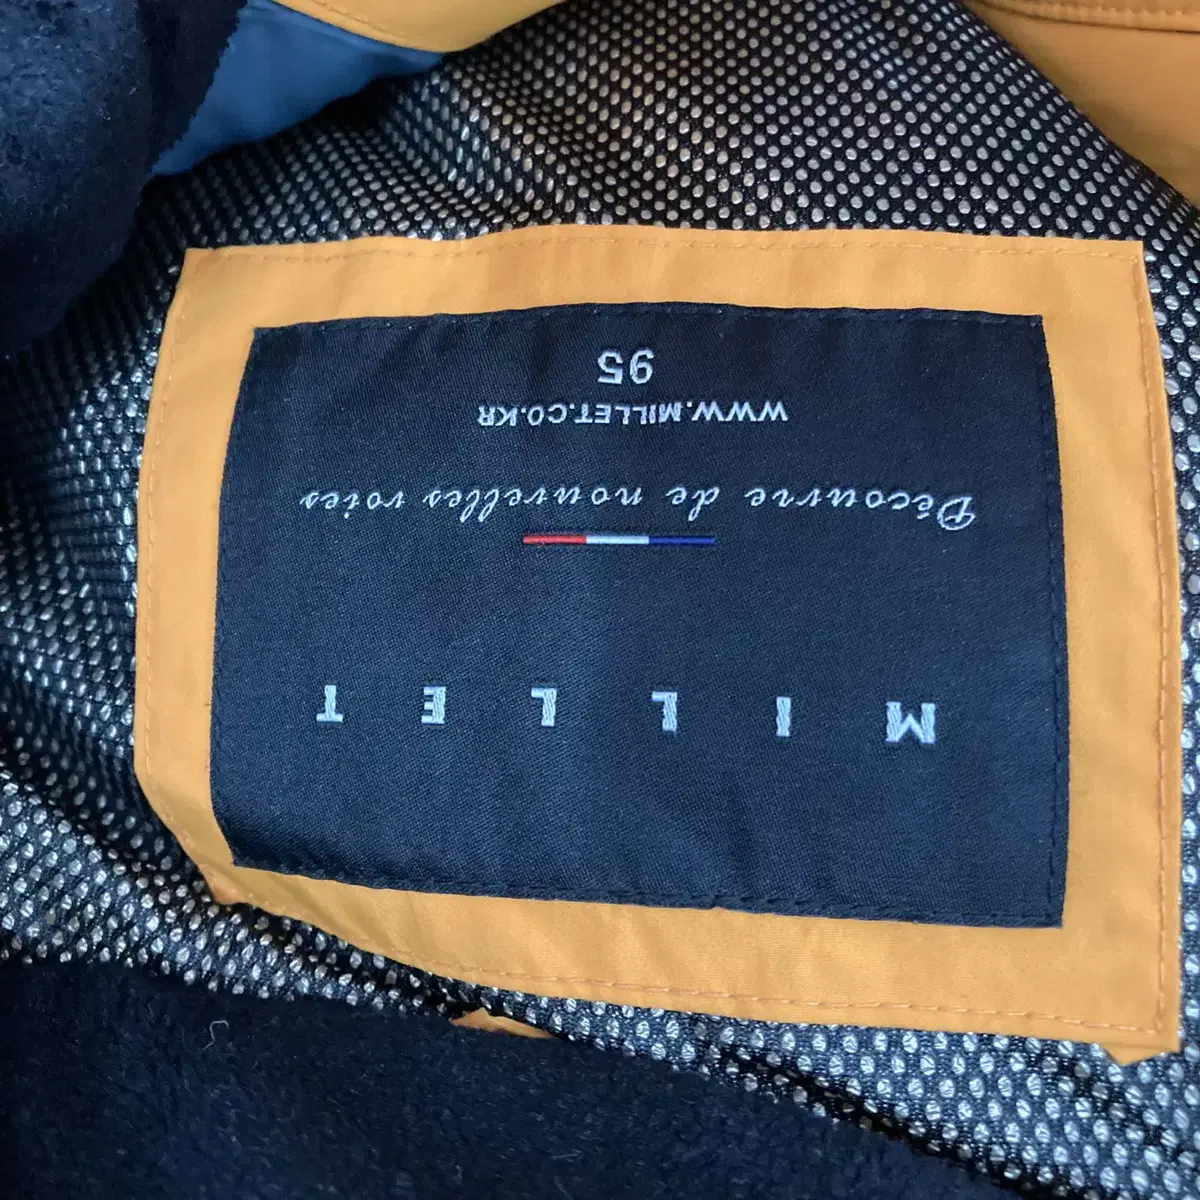 MILLET
Découvre de nouvelles voies
WWW.MILLET.CO.KR
95